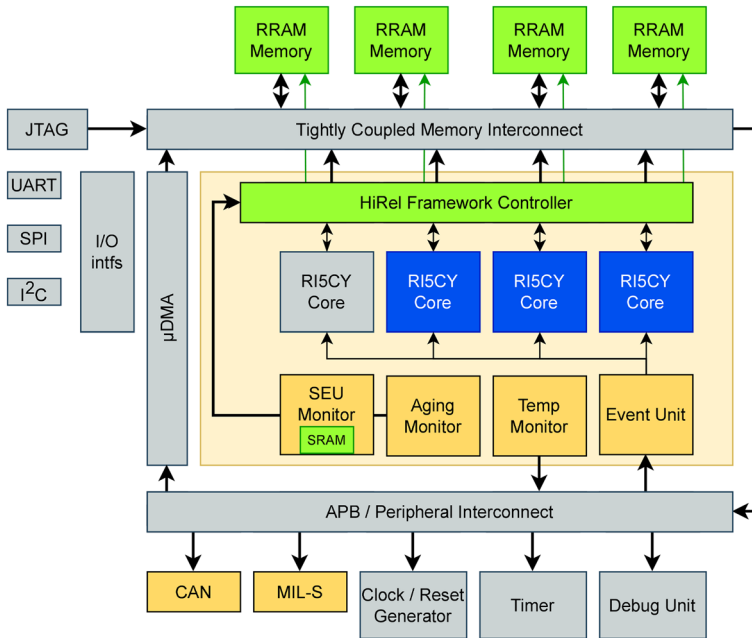 RRAM
Memory
RRAM
Memory
RRAM
Memory
RRAM
Memory
JTAG
Tightly Coupled Memory Interconnect
UART
SPI
I²C
I/O
intfs
µDMA
HiRel Framework Controller
RI5CY
Core
RI5CY
Core
RI5CY
Core
RI5CY
Core
SEU
Monitor
SRAM
Aging
Monitor
Temp
Monitor
Event Unit
APB / Peripheral Interconnect
CAN
MIL-S
Clock / Reset
Generator
Timer
Debug Unit